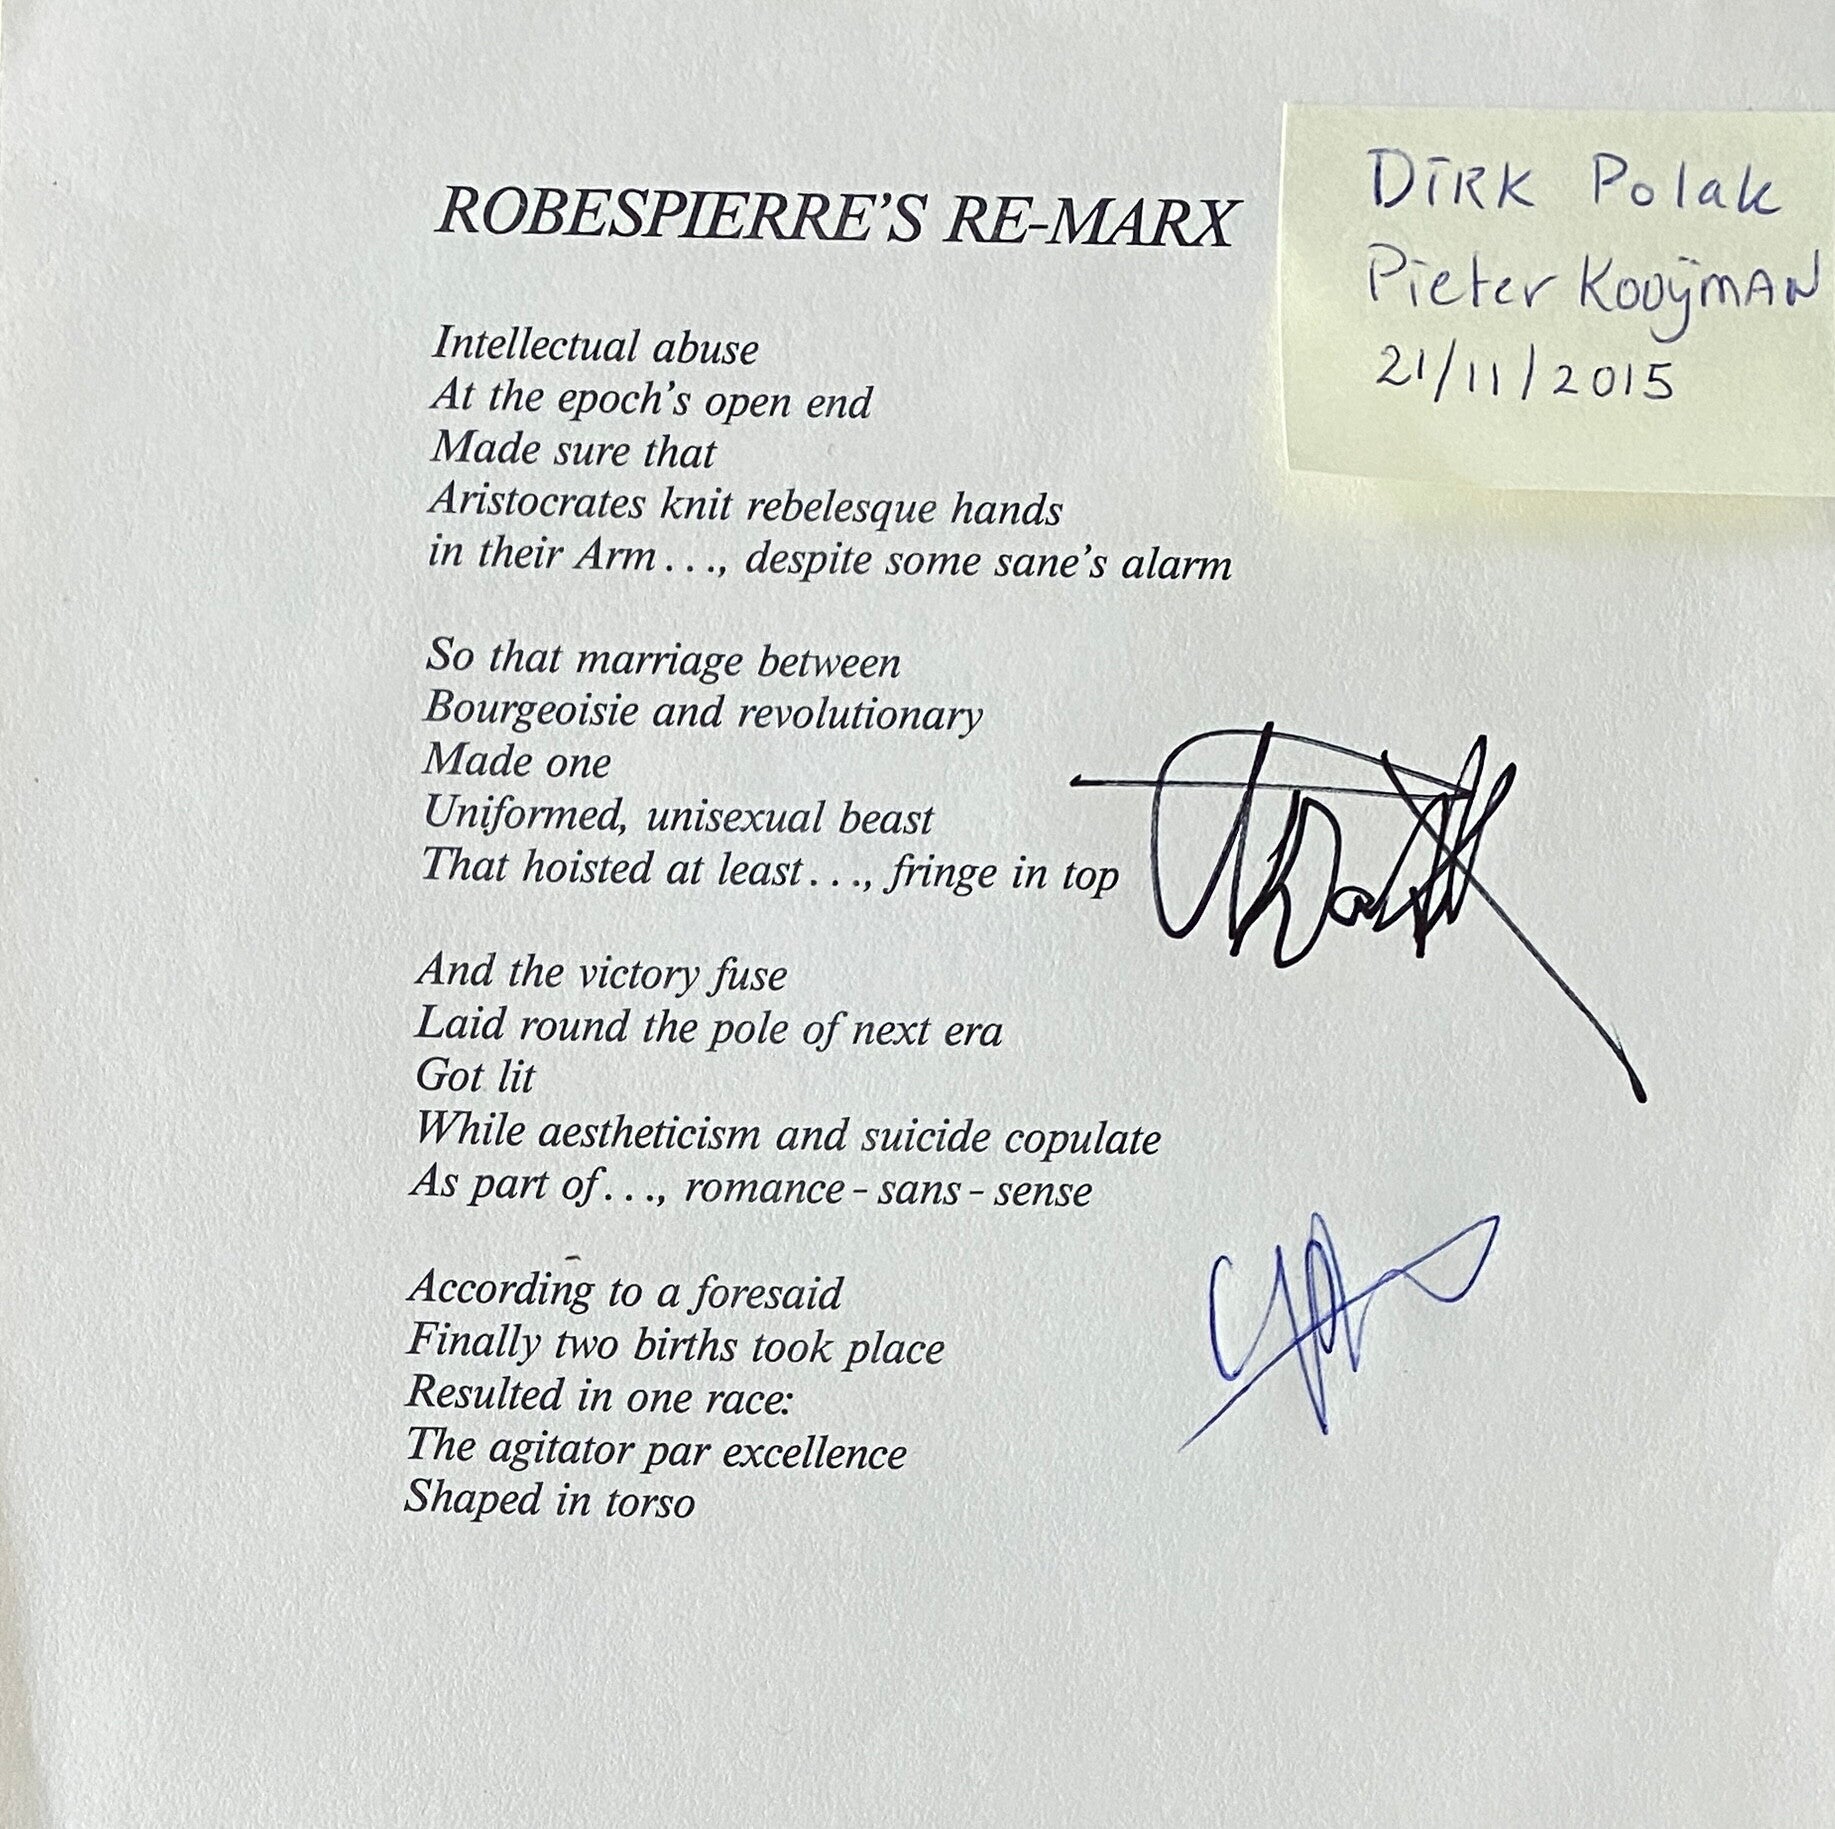 ROBESPIERRE'S RE-MARX
Dirk Polak
Pieter Kooijman
21/11/2015
Intellectual abuse
At the epoch's open end
Made sure that
Aristocrates knit rebelesque hands
in their Arm . . ., despite some sane's alarm
So that marriage between
Bourgeoisie and revolutionary
Made one
Uniformed, unisexual beast
That hoisted at least . . ., fringe in top
And the victory fuse
Laid round the pole of next era
Got lit
While aestheticism and suicide copulate
As part of . . ., romance - sans - sense
According to a foresaid
Finally two births took place
Resulted in one race:
The agitator par excellence
Shaped in torso